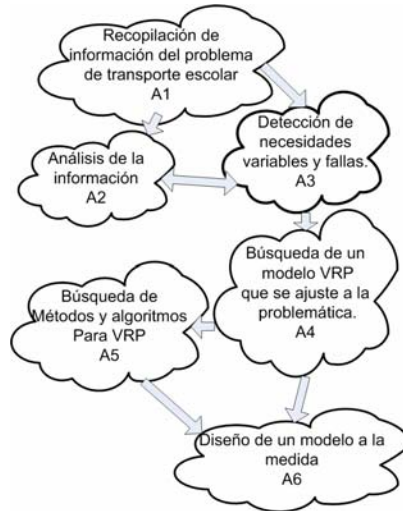 Recopilación de
información del problema
de transporte escolar
A1
Detección de
necesidades
variables y fallas.
A3
Análisis de la
información
A2
Búsqueda de un
modelo VRP
que se ajuste a la
problemática.
A4
Búsqueda de
Métodos y algoritmos
Para VRP
A5
Diseño de un modelo a la
medida
A6